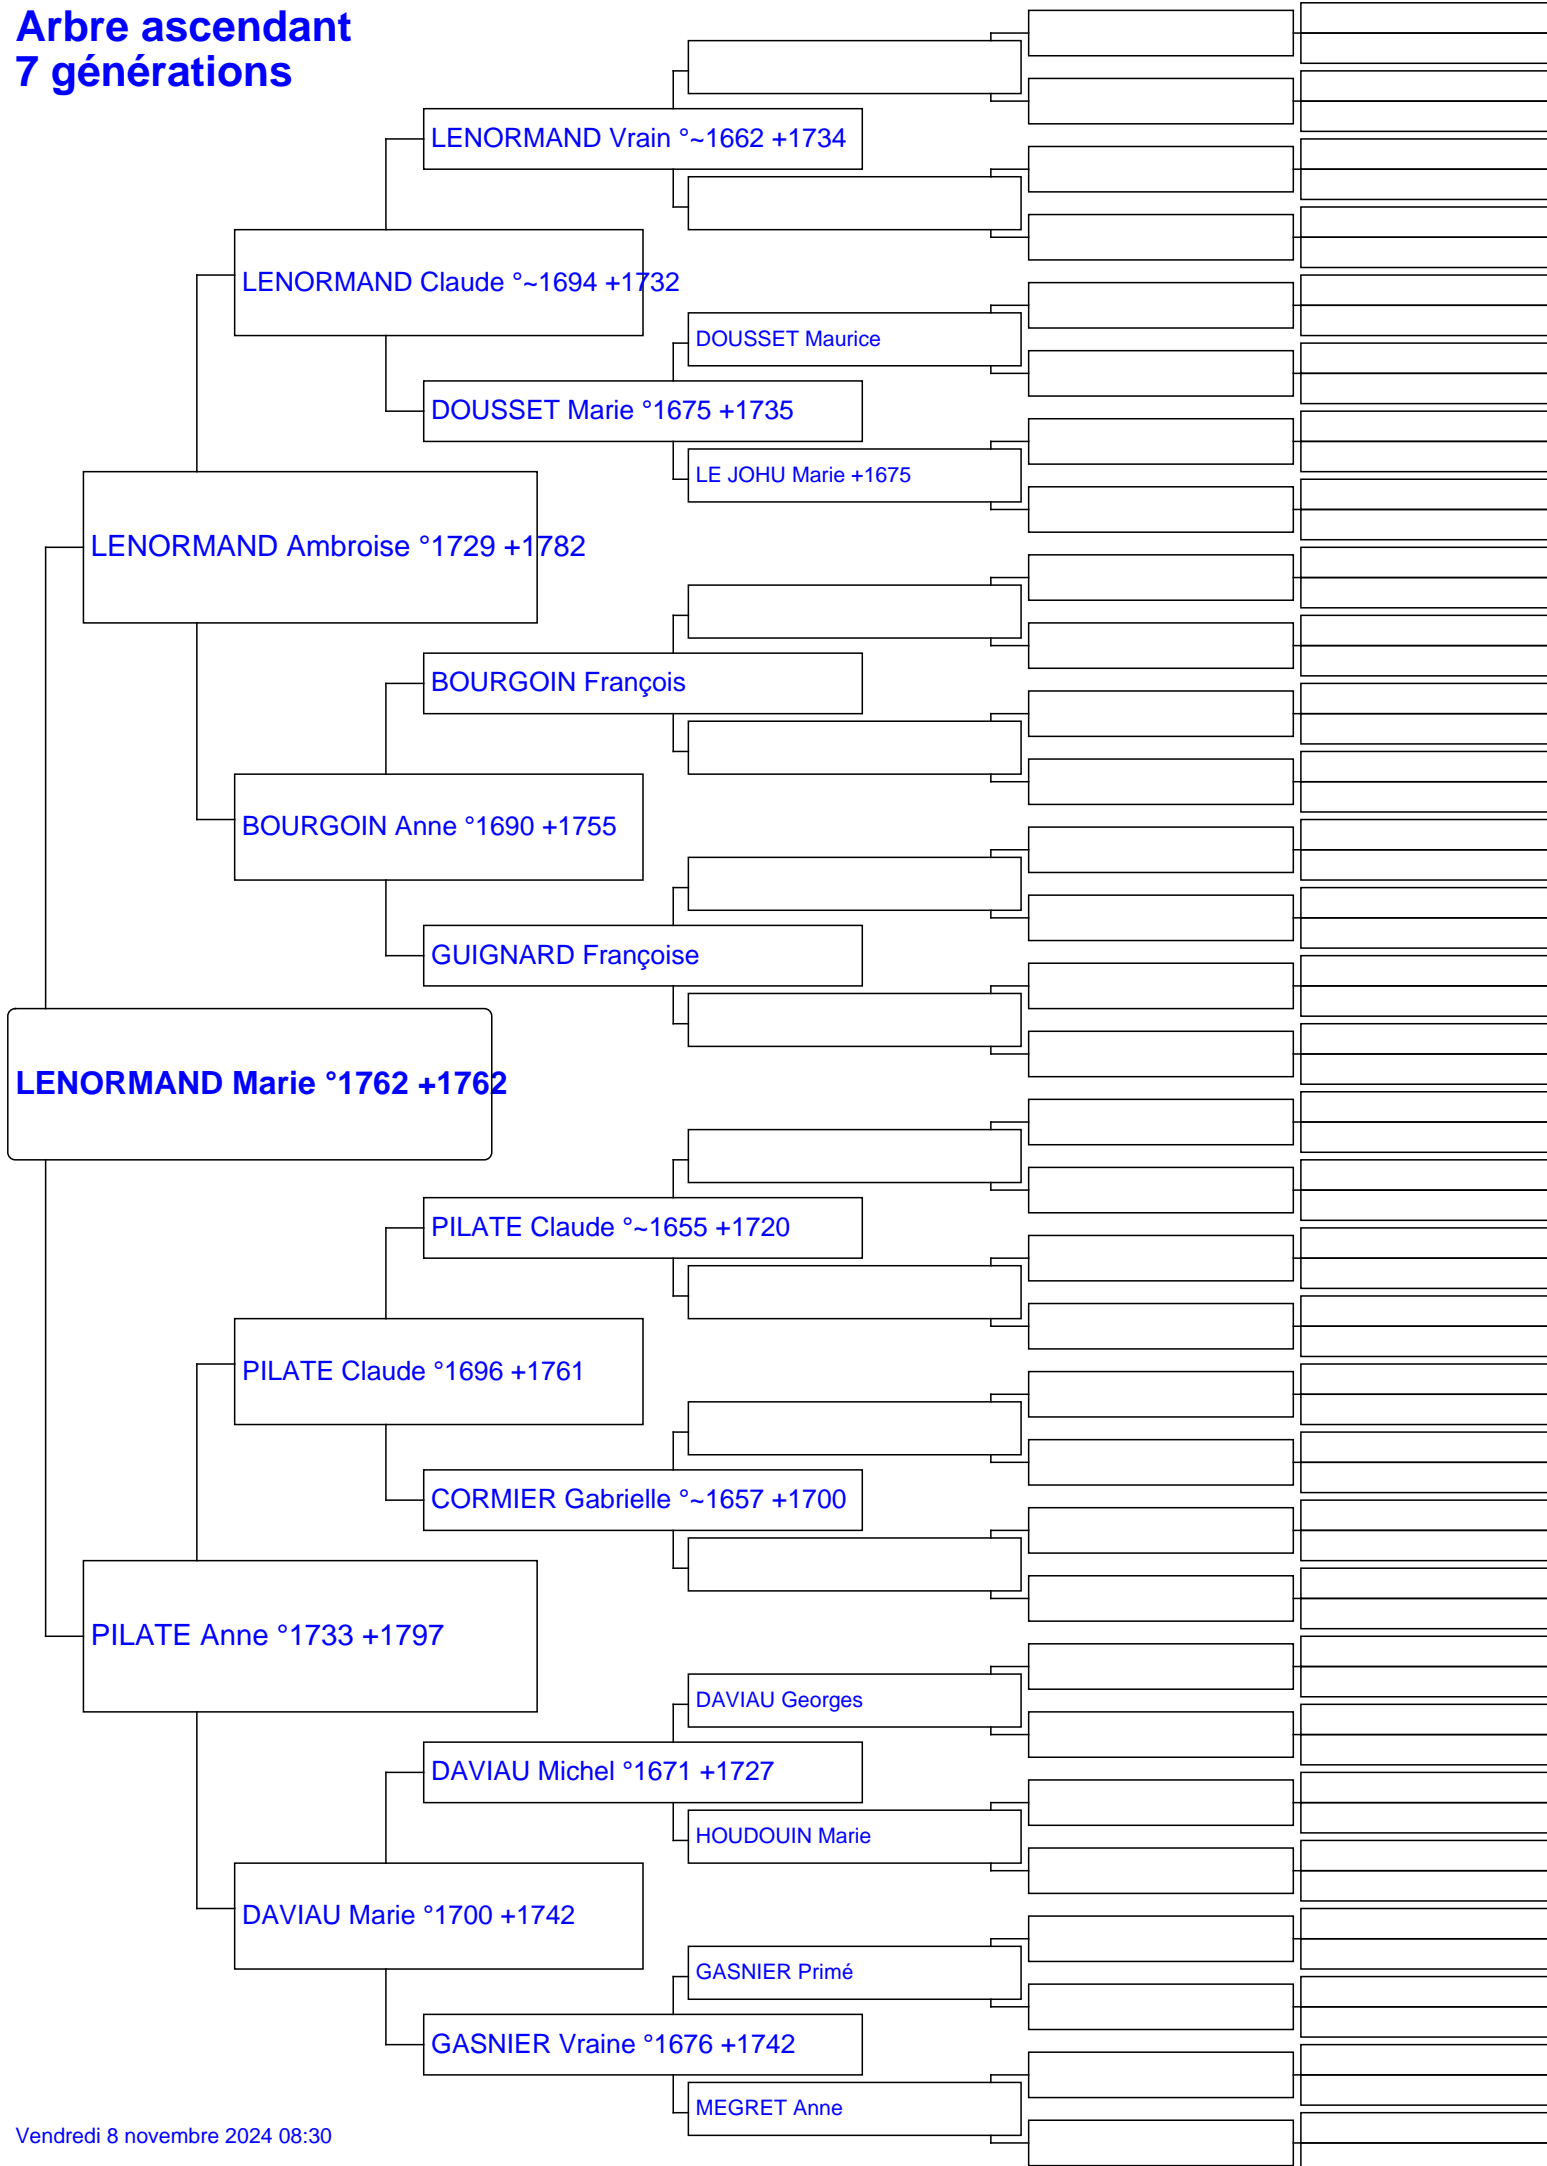 Arbre ascendant
7 générations
LENORMAND Vrain °~1662 +1734
LENORMAND Claude °~1694 +1732
DOUSSET Maurice
DOUSSET Marie °1675 +1735
LE JOHU Marie +1675
LENORMAND Ambroise °1729 +1782
BOURGOIN François
BOURGOIN Anne °1690 +1755
GUIGNARD Françoise
LENORMAND Marie °1762 +1762
PILATE Claude °~1655 +1720
PILATE Claude °1696 +1761
CORMIER Gabrielle °~1657 +1700
PILATE Anne °1733 +1797
DAVIAU Georges
DAVIAU Michel °1671 +1727
HOUDOUIN Marie
DAVIAU Marie °1700 +1742
GASNIER Primé
GASNIER Vraine °1676 +1742
MEGRET Anne
Vendredi 8 novembre 2024 08:30